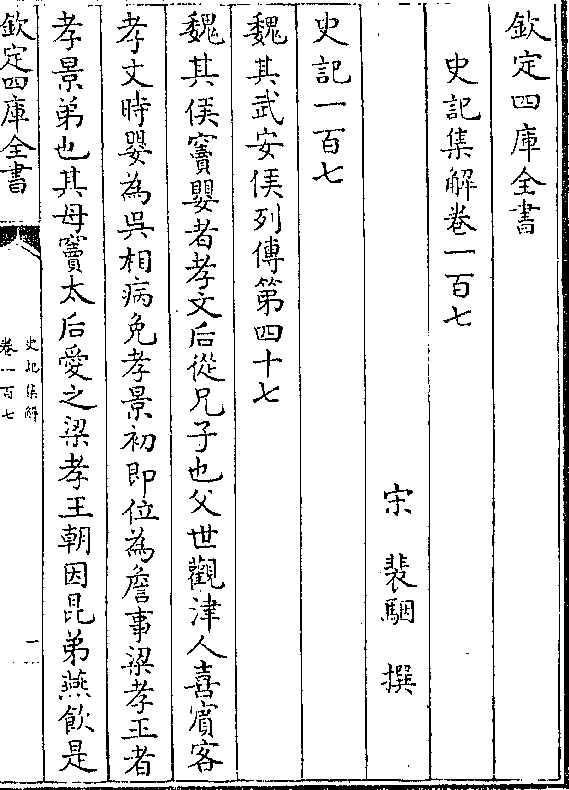 欽定四庫全書
史記集解卷一百七
宋 裴駰 撰
史記一百七
魏其武安侯列傳第四十七
魏其侯竇嬰者孝文后從兄子也父世觀津人喜賓客
孝文時嬰為吳相病免孝景初即位為詹事梁孝王者
孝景弟也其母竇太后愛之梁孝王朝因昆弟燕飲是
欽定四庫全書
史記集解
卷一百七
一